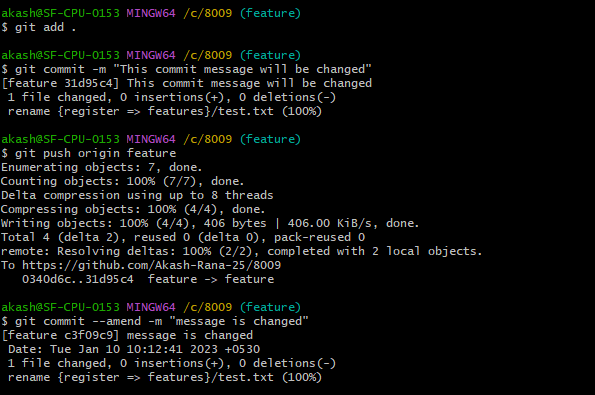 akash@SF-CPU-0153 MINGW64 /c/8009 (feature)
$ git add .
akash@SF-CPU-0153 MINGW64 /c/8009 (feature)
$ git commit -m "This commit message will be changed"
[feature 31d95c4] This commit message will be changed
 1 file changed, 0 insertions(+), 0 deletions(-)
 rename {register => features}/test.txt (100%)
akash@SF-CPU-0153 MINGW64 /c/8009 (feature)
$ git push origin feature
Enumerating objects: 7, done.
Counting objects: 100% (7/7), done.
Delta compression using up to 8 threads
Compressing objects: 100% (4/4), done.
Writing objects: 100% (4/4), 406 bytes | 406.00 KiB/s, done.
Total 4 (delta 2), reused 0 (delta 0), pack-reused 0
remote: Resolving deltas: 100% (2/2), completed with 2 local objects.
To https://github.com/Akash-Rana-25/8009
   0340d6c..31d95c4  feature -> feature
akash@SF-CPU-0153 MINGW64 /c/8009 (feature)
$ git commit --amend -m "message is changed"
[feature c3f09c9] message is changed
 Date: Tue Jan 10 10:12:41 2023 +0530
 1 file changed, 0 insertions(+), 0 deletions(-)
 rename {register => features}/test.txt (100%)